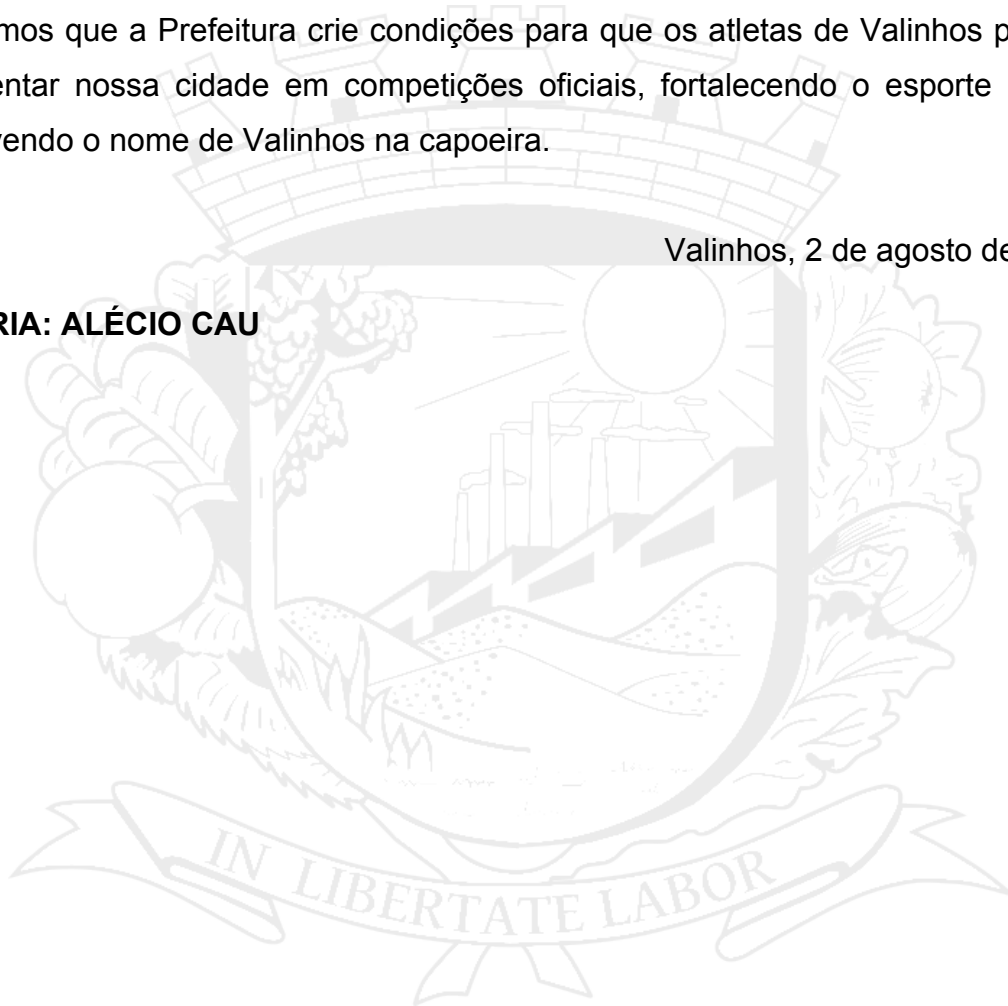 mos que a Prefeitura crie condições para que os atletas de Valinhos p
entar nossa cidade em competições oficiais, fortalecendo o esporte
vendo o nome de Valinhos na capoeira.
Valinhos, 2 de agosto de
RIA: ALÉCIO CAU
IN LIBERTATE LABOR